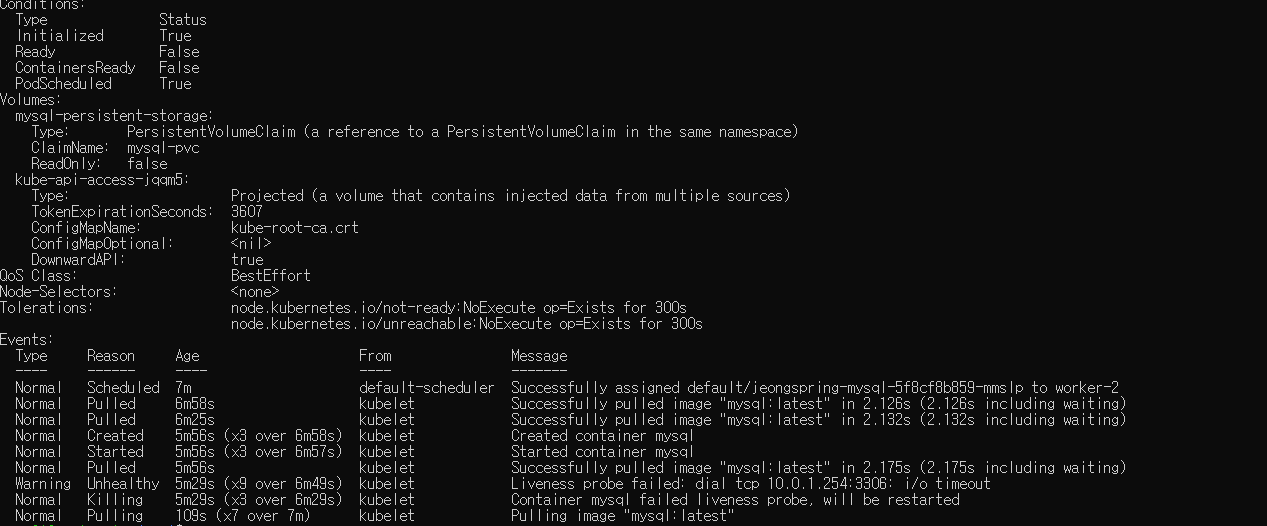 Conditions:
  Type              Status
  Initialized       True
  Ready             False
  ContainersReady   False
  PodScheduled      True
Volumes:
  mysql-persistent-storage:
    Type:       PersistentVolumeClaim (a reference to a PersistentVolumeClaim in the same namespace)
    ClaimName:  mysql-pvc
    ReadOnly:   false
  kube-api-access-jqqm5:
    Type:                    Projected (a volume that contains injected data from multiple sources)
    TokenExpirationSeconds:  3607
    ConfigMapName:           kube-root-ca.crt
    ConfigMapOptional:       <nil>
    DownwardAPI:             true
QoS Class:                   BestEffort
Node-Selectors:              <none>
Tolerations:                 node.kubernetes.io/not-ready:NoExecute op=Exists for 300s
                             node.kubernetes.io/unreachable:NoExecute op=Exists for 300s
Events:
  Type     Reason     Age                    From               Message
  ----     ------     ----                   ----               -------
  Normal   Scheduled  7m                     default-scheduler  Successfully assigned default/jeongspring-mysql-5f8cf8b859-mmslp to worker-2
  Normal   Pulled     6m58s                  kubelet            Successfully pulled image "mysql:latest" in 2.126s (2.126s including waiting)
  Normal   Pulled     6m25s                  kubelet            Successfully pulled image "mysql:latest" in 2.132s (2.132s including waiting)
  Normal   Created    5m56s (x3 over 6m58s)  kubelet            Created container mysql
  Normal   Started    5m56s (x3 over 6m57s)  kubelet            Started container mysql
  Normal   Pulled     5m56s                  kubelet            Successfully pulled image "mysql:latest" in 2.175s (2.175s including waiting)
  Warning  Unhealthy  5m29s (x9 over 6m49s)  kubelet            Liveness probe failed: dial tcp 10.0.1.254:3306: i/o timeout
  Normal   Killing    5m29s (x3 over 6m29s)  kubelet            Container mysql failed liveness probe, will be restarted
  Normal   Pulling    109s (x7 over 7m)      kubelet            Pulling image "mysql:latest"